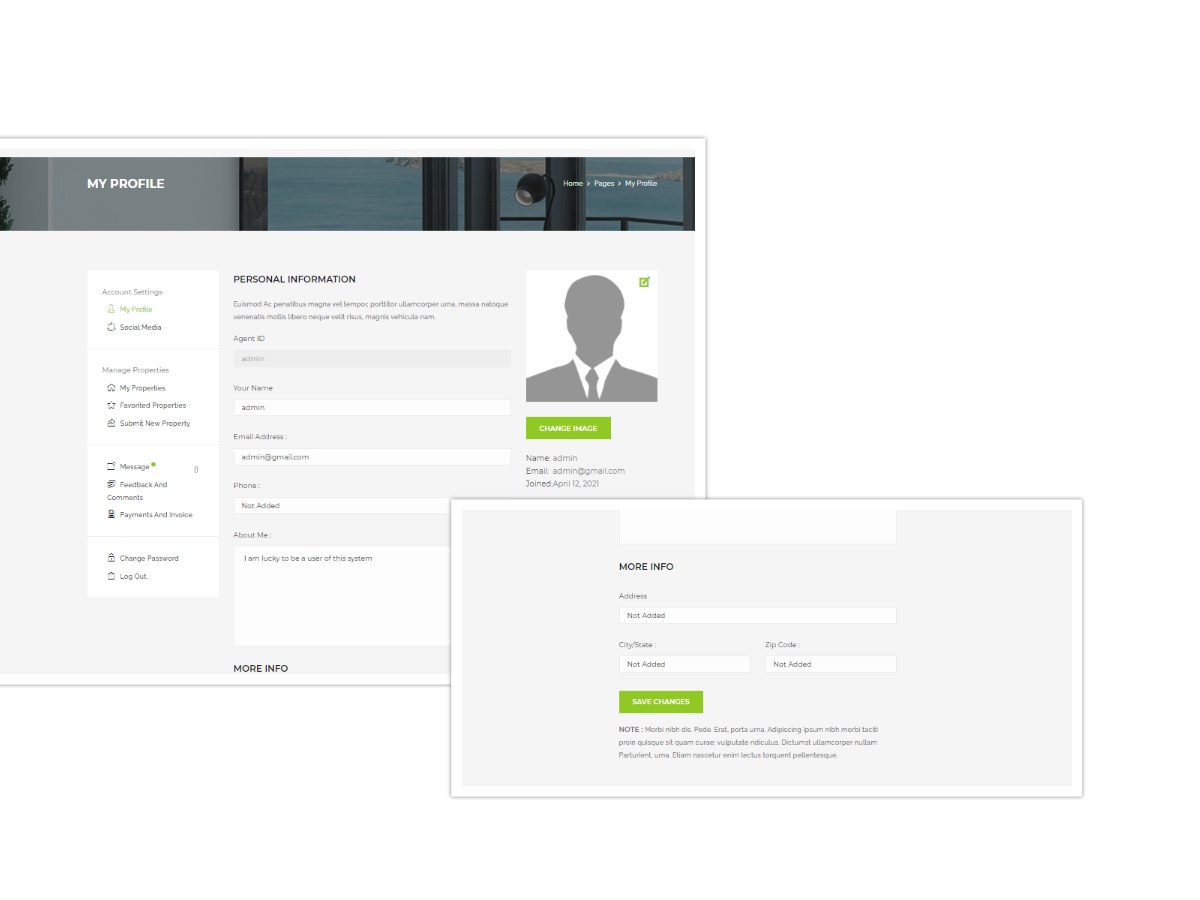 MY PROFILE
Home > Pages > My Profile
Account Settings
My Profile
Social Media
Manage Properties
My Properties
Favorited Properties
Submit New Property
Message
0
Feedback And
Comments
Payments And Invoice
Change Password
Log Out
PERSONAL INFORMATION
Euismod Ac penatibus magna vel tempor, porttitor ullamcorper urna, massa natoque
venenatis mollis libero neque velit risus, magnis vehicula nam.
Agent ID
admin
Your Name
admin
Email Address :
admin@gmail.com
Phone :
Not Added
About Me :
I am lucky to be a user of this system
MORE INFO
CHANGE IMAGE
Name: admin
Email: admin@gmail.com
Joined:April 12, 2021
MORE INFO
Address
Not Added
City/State :
Zip Code :
Not Added
Not Added
SAVE CHANGES
NOTE : Morbi nibh dis. Pede. Erat, porta urna. Adipiscing Ipsum nibh morbi taciti
proin quisque sit quam curae; vulputate ridiculus. Dictumst ullamcorper nullam
Parturient, urna. Etiam nascetur enim lectus torquent pellentesque.